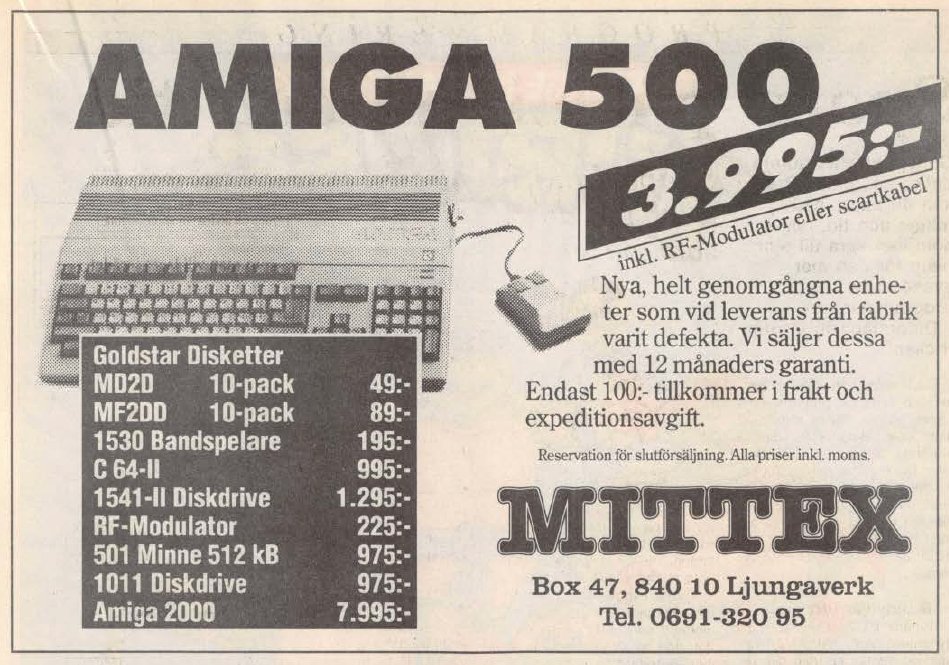 AMIGA 500
3.995:-
inkl. RF-Modulator eller scartkabel
Nya, helt genomgångna enhe-
ter som vid leverans från fabrik
varit defekta. Vi säljer dessa
med 12 månaders garanti.
Endast 100:- tillkommer i frakt och
expeditionsavgift.
Reservation för slutförsäljning. Alla priser inkl. moms.
Goldstar Disketter
MD2D 10-pack 49:-
MF2DD 10-pack 89:-
1530 Bandspelare 195:-
C 64-II 995:-
1541-II Diskdrive 1.295:-
RF-Modulator 225:-
501 Minne 512 kB 975:-
1011 Diskdrive 975:-
Amiga 2000 7.995:-
MITTEX
Box 47, 840 10 Ljungaverk
Tel. 0691-320 95